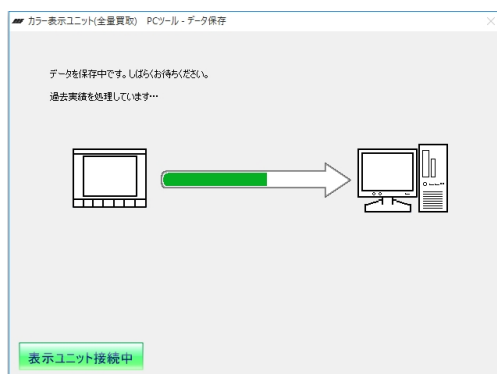 カラー表示ユニット(全量買取) PCツール - データ保存
データを保存中です。しばらくお待ちください。
過去実績を処理しています…
表示ユニット接続中